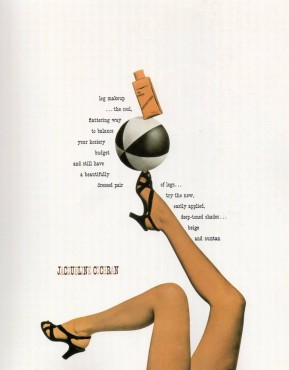 leg makeup
...the cool,
flattering way
to balance
your hosiery
budget
and still have
a beautifully
dressed pair
of legs...
try the new,
easily applied,
deep-toned shades...
beige
and suntan
JACQUELINE COCHRAN